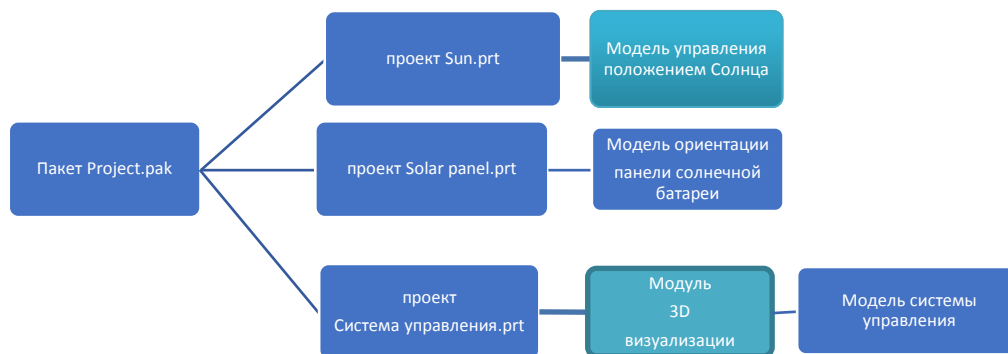 проект Sun.prt
Модель управления
положением Солнца
Пакет Project.pak
проект Solar panel.prt
Модель ориентации
панели солнечной
батареи
проект
Система управления.prt
Модуль
3D
визуализации
Модель системы
управления